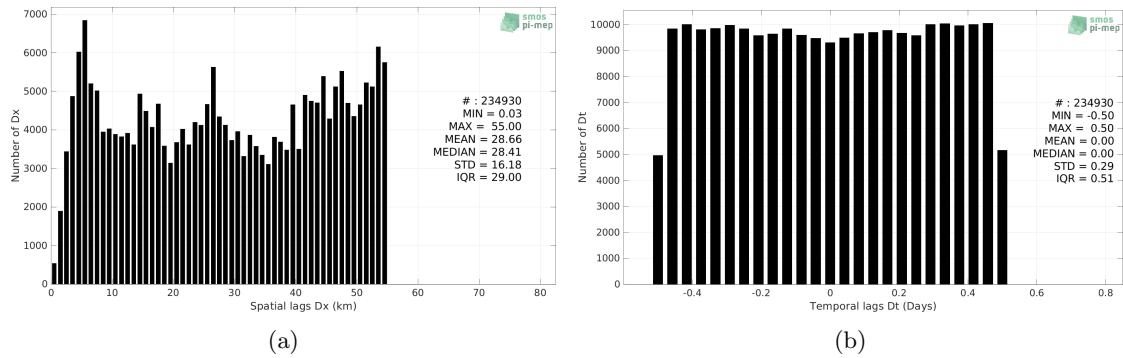 smos
pi-mep
7000
6000
5000
4000
3000
2000
1000
0
Number of Dx
# : 234930
MIN = 0.03
MAX = 55.00
MEAN = 28.66
MEDIAN = 28.41
STD = 16.18
IQR = 29.00
0 10 20 30 40 50 60 70 80
Spatial lags Dx (km)
(a)
smos
pi-mep
10000
9000
8000
7000
6000
5000
4000
3000
2000
1000
0
Number of Dt
# : 234930
MIN = -0.50
MAX = 0.50
MEAN = 0.00
MEDIAN = 0.00
STD = 0.29
IQR = 0.51
-0.4 -0.2 0 0.2 0.4 0.6 0.8
Temporal lags Dt (Days)
(b)